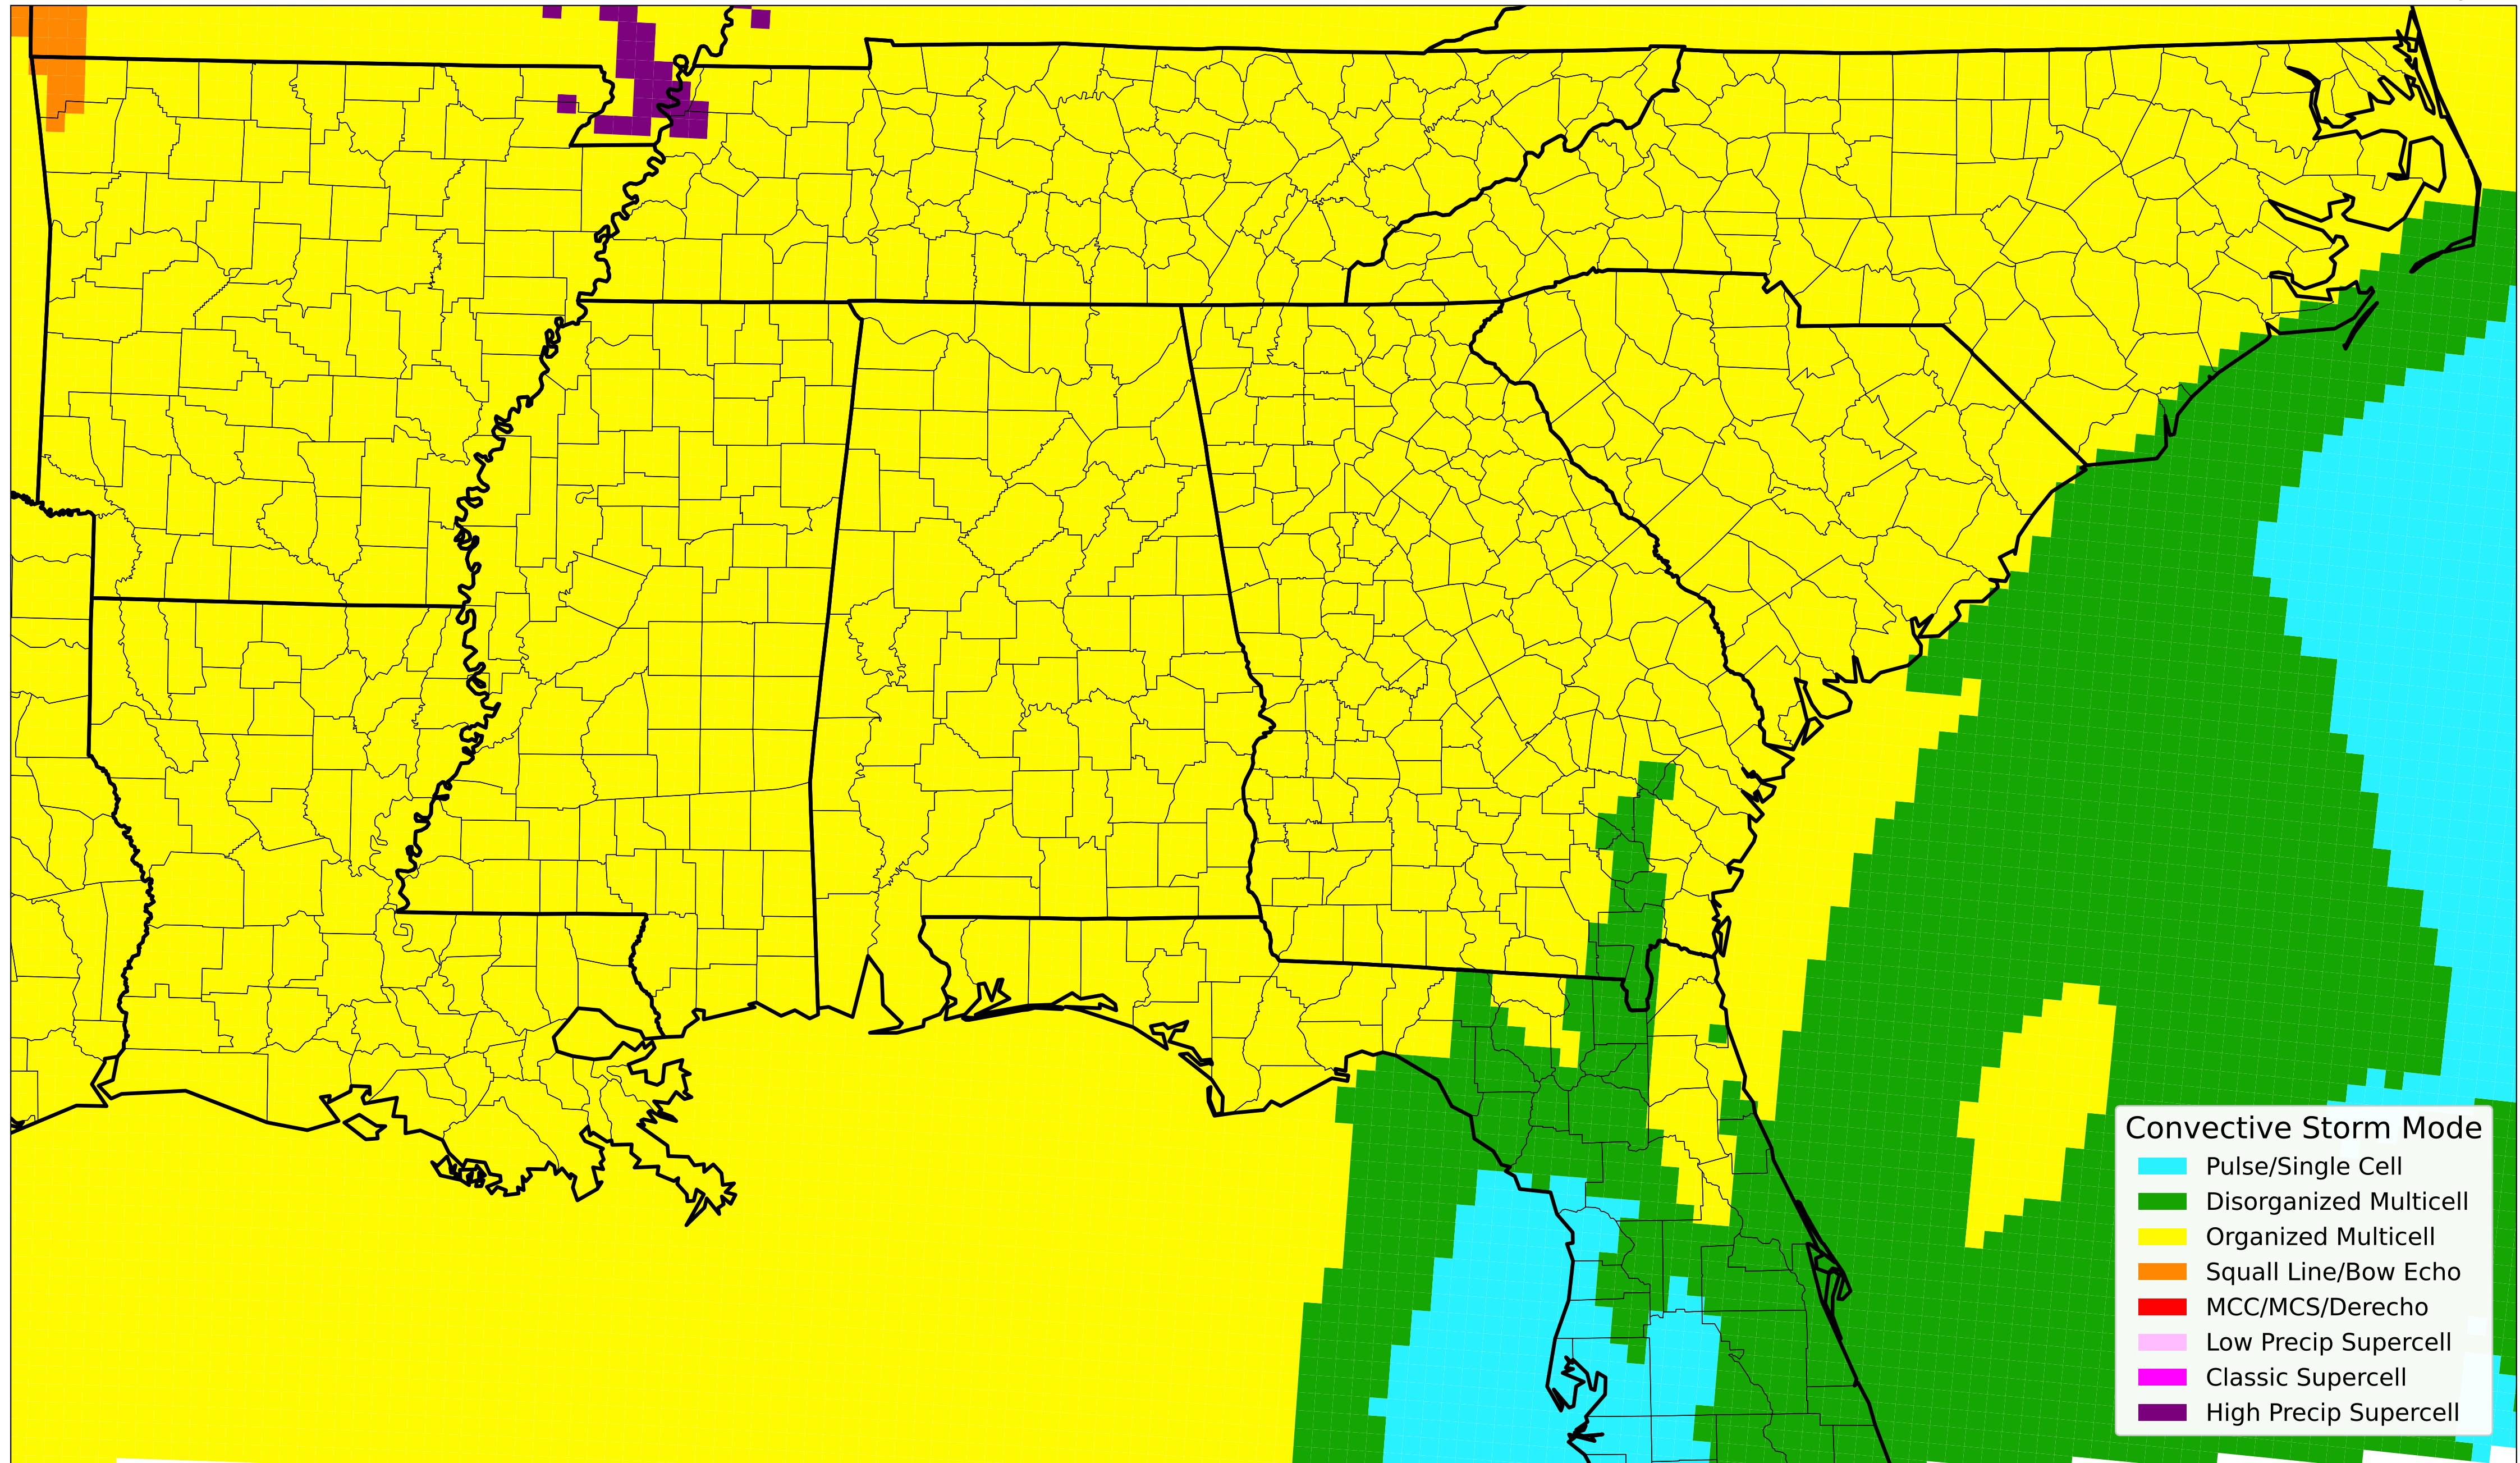 Convective Storm Mode
Pulse/Single Cell
Disorganized Multicell
Organized Multicell
Squall Line/Bow Echo
MCC/MCS/Derecho
Low Precip Supercell
Classic Supercell
High Precip Supercell